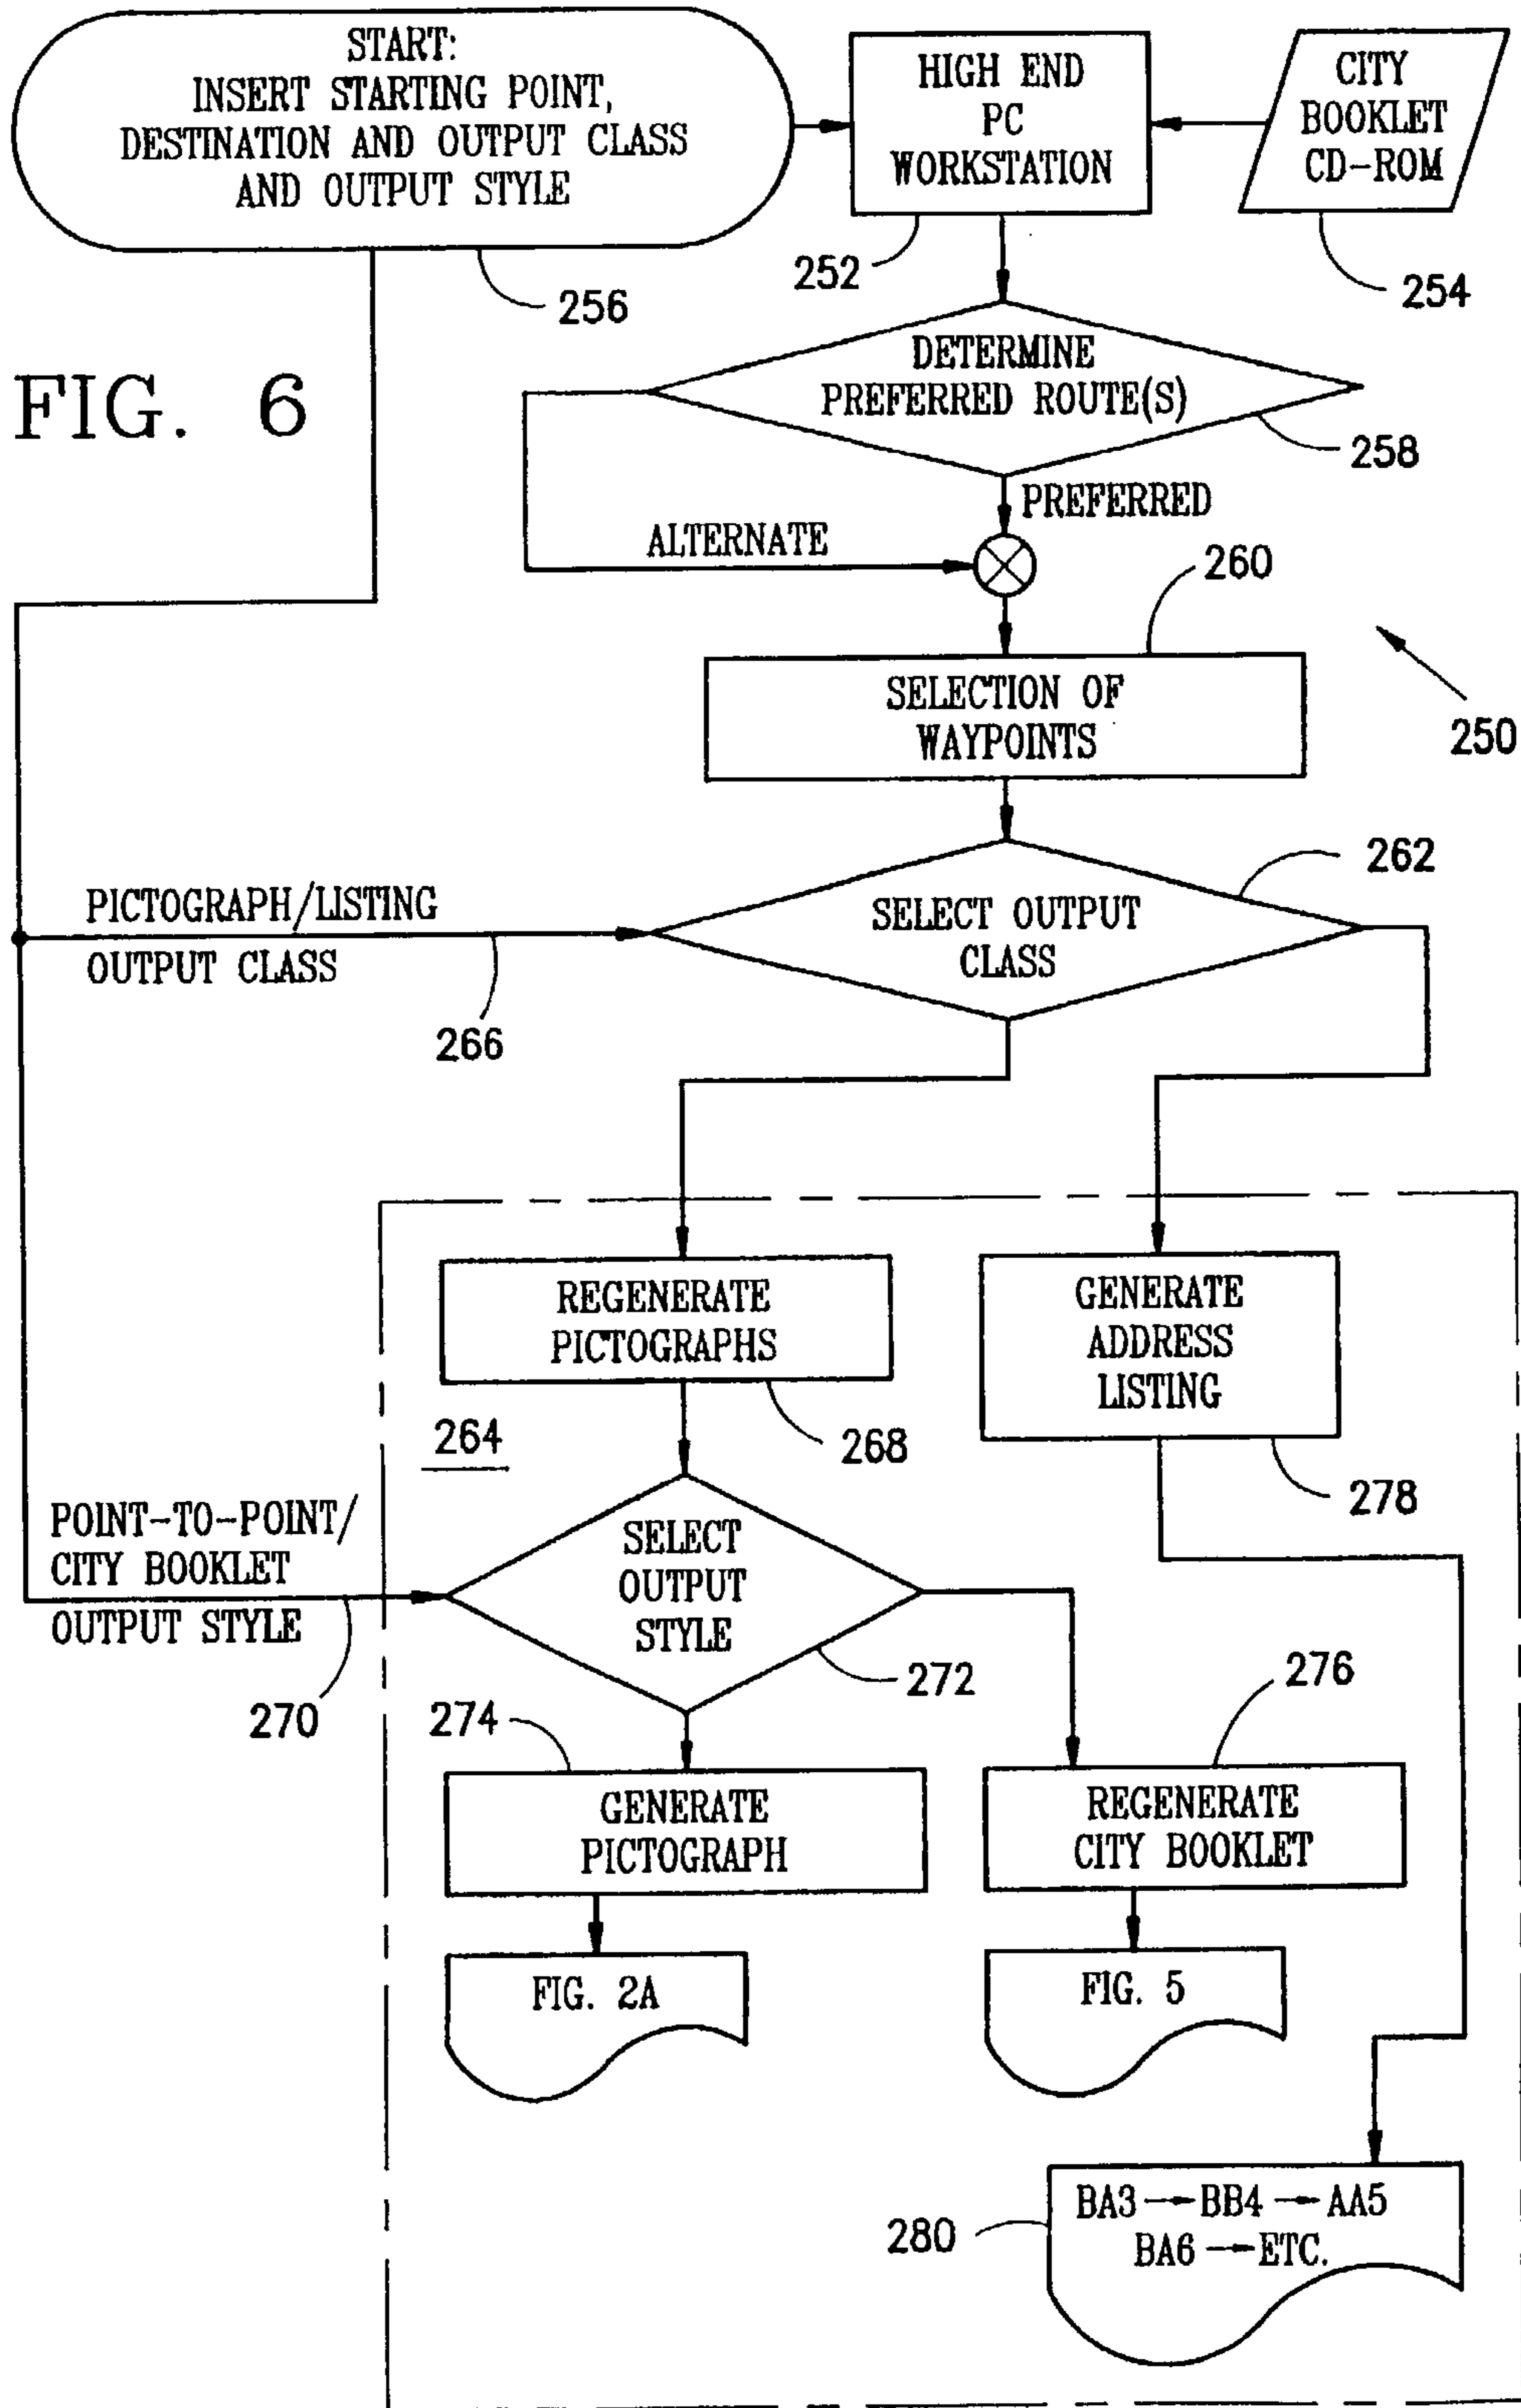 START:
INSERT STARTING POINT,
DESTINATION AND OUTPUT CLASS
AND OUTPUT STYLE
256
HIGH END
PC
WORKSTATION
252
CITY
BOOKLET
CD-ROM
254
FIG. 6
DETERMINE
PREFERRED ROUTE(S)
258
PREFERRED
ALTERNATE
260
SELECTION OF
WAYPOINTS
250
262
PICTOGRAPH/LISTING
OUTPUT CLASS
266
SELECT OUTPUT
CLASS
REGENERATE
PICTOGRAPHS
268
GENERATE
ADDRESS
LISTING
278
264
POINT-TO-POINT/
CITY BOOKLET
OUTPUT STYLE
270
SELECT
OUTPUT
STYLE
272
274
276
GENERATE
PICTOGRAPH
REGENERATE
CITY BOOKLET
FIG. 2A
FIG. 5
280
BA3 → BB4 → AA5
BA6 → ETC.